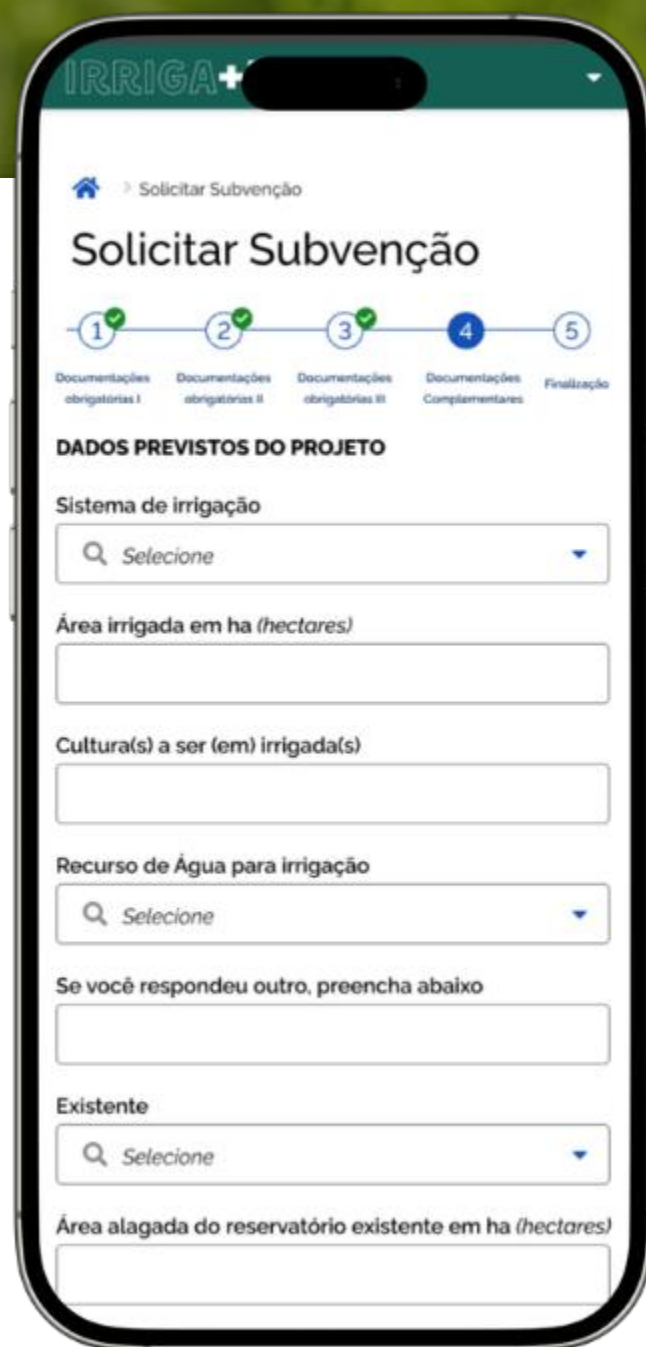 IRRIGA+
Solicitar Subvenção
Solicitar Subvenção
1 2 3 4 5
Documentações obrigatórias I
Documentações obrigatórias II
Documentações obrigatórias III
Documentações Complementares
Finalização
DADOS PREVISTOS DO PROJETO
Sistema de irrigação
Selecione
Área irrigada em ha (hectares)
Cultura(s) a ser (em) irrigada(s)
Recurso de Água para irrigação
Selecione
Se você respondeu outro, preencha abaixo
Existente
Selecione
Área alagada do reservatório existente em ha (hectares)